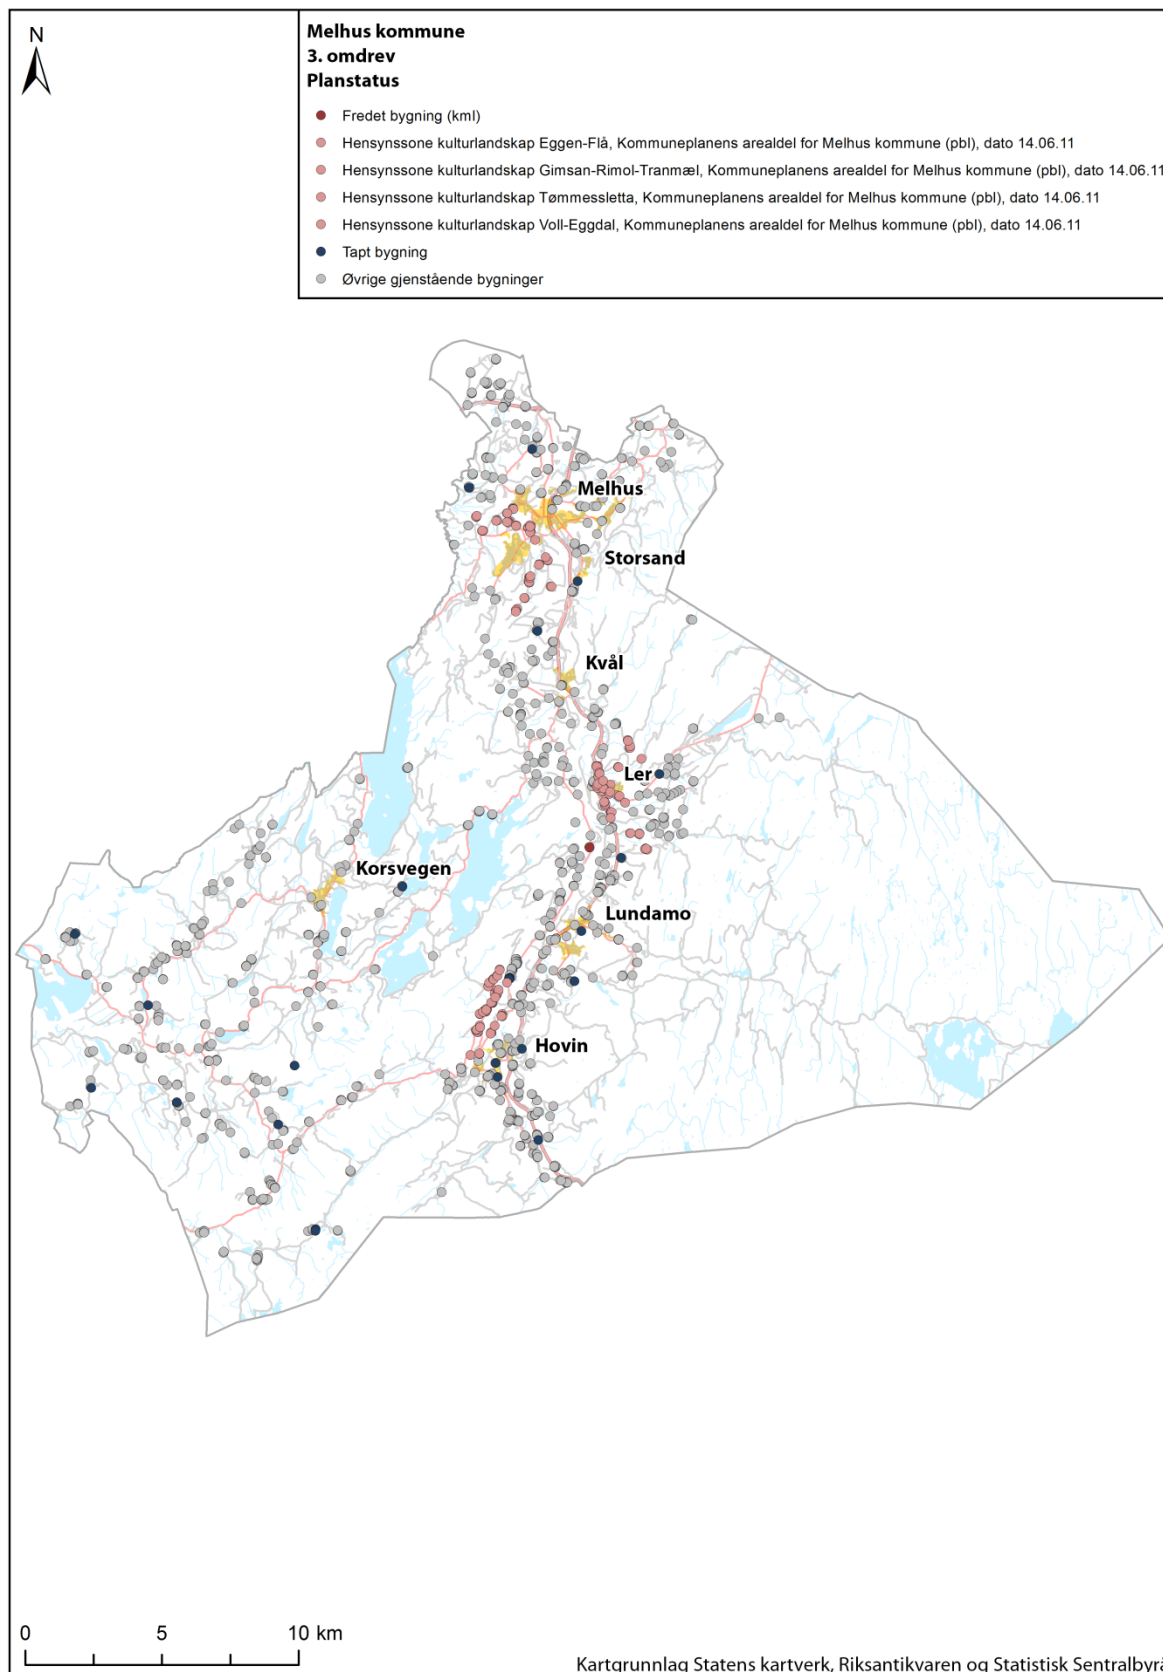 N
Melhus kommune
3. omdrev
Planstatus
Fredet bygning (kml)
Hensynssone kulturlandskap Eggen-Flå, Kommuneplanens arealdel for Melhus kommune (pbl), dato 14.06.11
Hensynssone kulturlandskap Gimsan-Rimol-Tranmæl, Kommuneplanens arealdel for Melhus kommune (pbl), dato 14.06.11
Hensynssone kulturlandskap Tømmessletta, Kommuneplanens arealdel for Melhus kommune (pbl), dato 14.06.11
Hensynssone kulturlandskap Voll-Eggdal, Kommuneplanens arealdel for Melhus kommune (pbl), dato 14.06.11
Tapt bygning
Øvrige gjenstående bygninger
Melhus
Storsand
Kvål
Ler
Korsvegen
Lundamo
Hovin
0 5 10 km
Kartgrunnlag Statens kartverk, Riksantikvaren og Statistisk Sentralbyrå